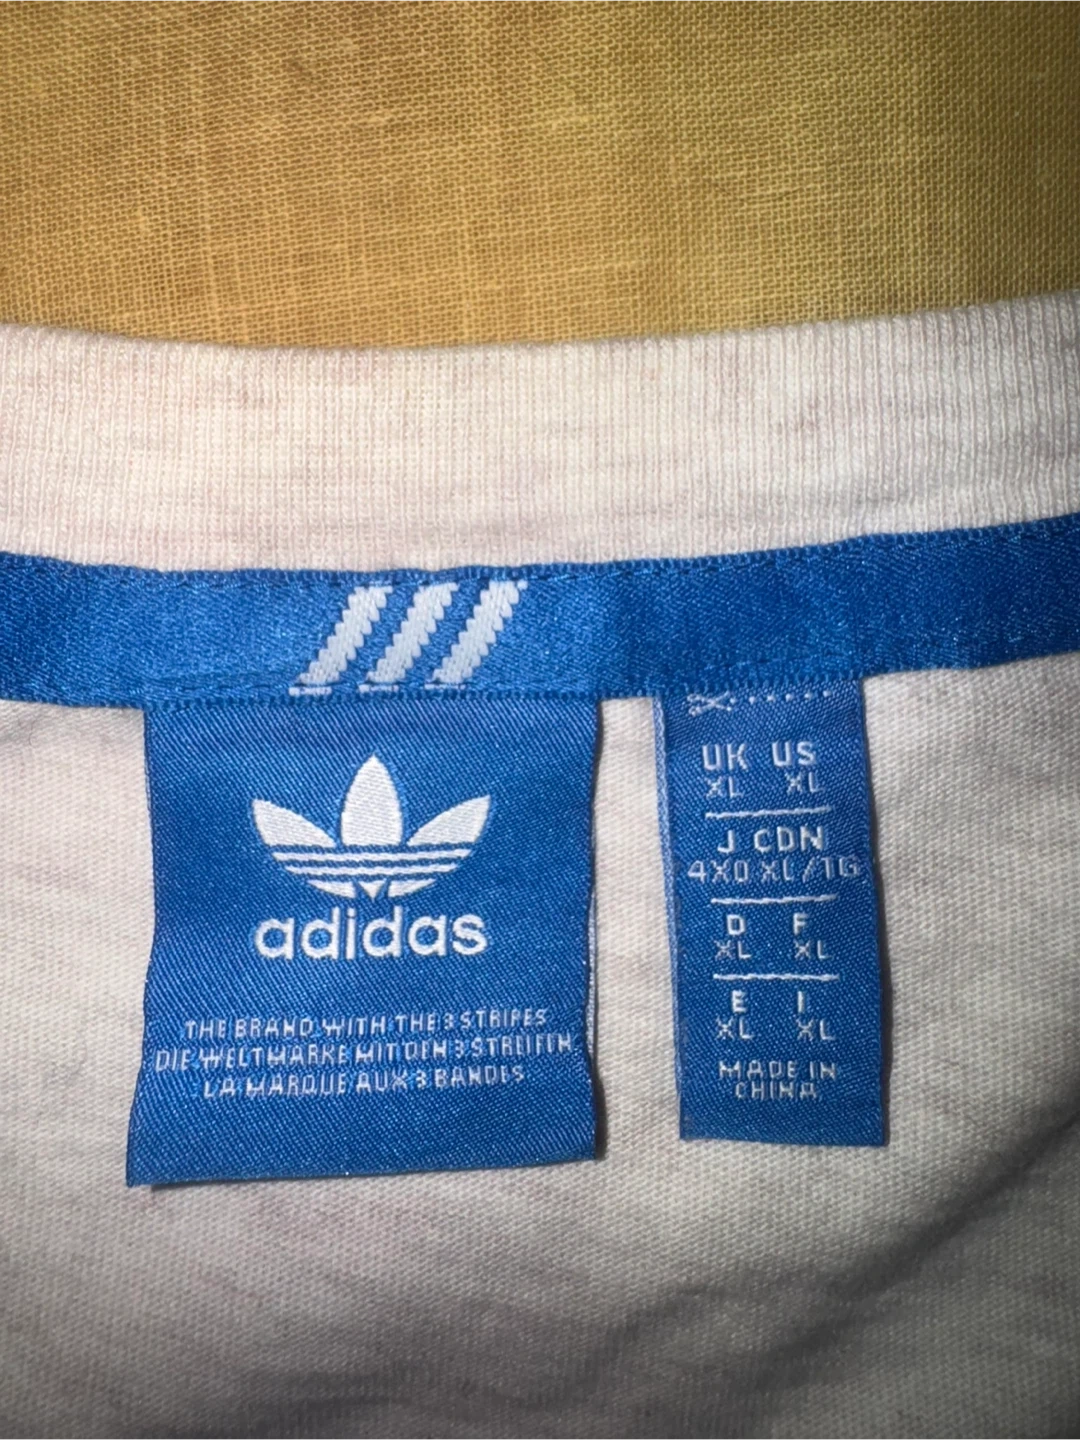 adidas
THE BRAND WITH THE 3 STRIPES
DIE WELTMARKE MIT DEN 3 STREIFEN
LA MARQUE AUX 3 BANDES
UK US
XL XL
J CDN
4XO XL/TG
D F
XL XL
E I
XL XL
MADE IN
CHINA